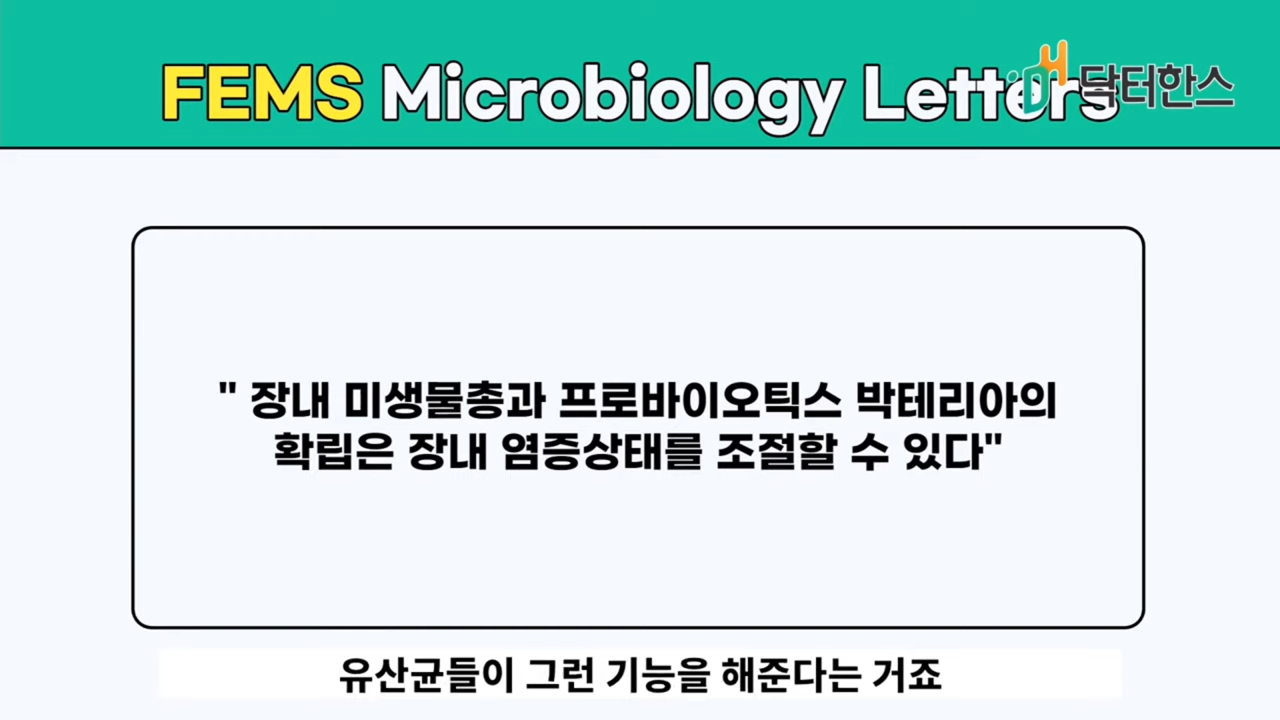 FEMS Microbiology Letters
닥터한스
" 장내 미생물총과 프로바이오틱스 박테리아의
확립은 장내 염증상태를 조절할 수 있다"
유산균들이 그런 기능을 해준다는 거죠